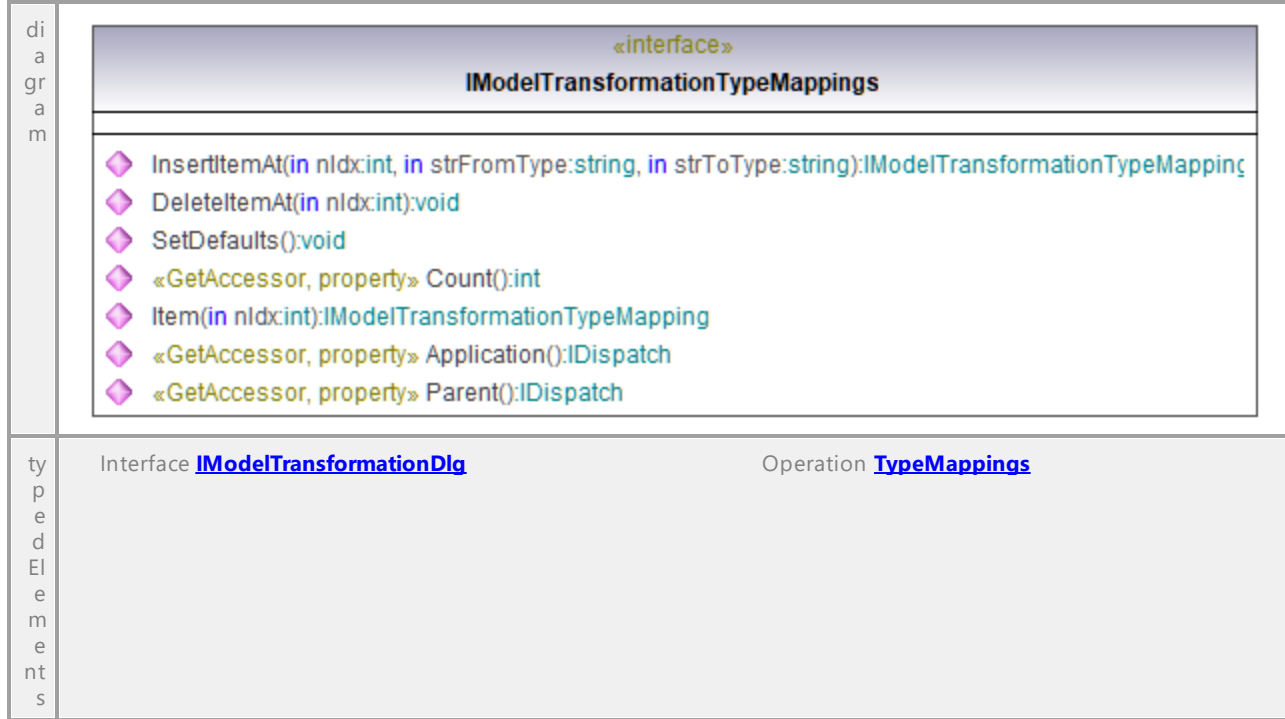 di
a
gr
a
m
«interface»
IModelTransformationTypeMappings
InsertItemAt(in nIdx:int, in strFromType:string, in strToType:string):IModelTransformationTypeMapping
DeleteItemAt(in nIdx:int):void
SetDefaults():void
«GetAccessor, property» Count():int
Item(in nIdx:int):IModelTransformationTypeMapping
«GetAccessor, property» Application():IDispatch
«GetAccessor, property» Parent():IDispatch
ty
p
e
d
El
e
m
e
nt
s
Interface IModelTransformationDlg Operation TypeMappings